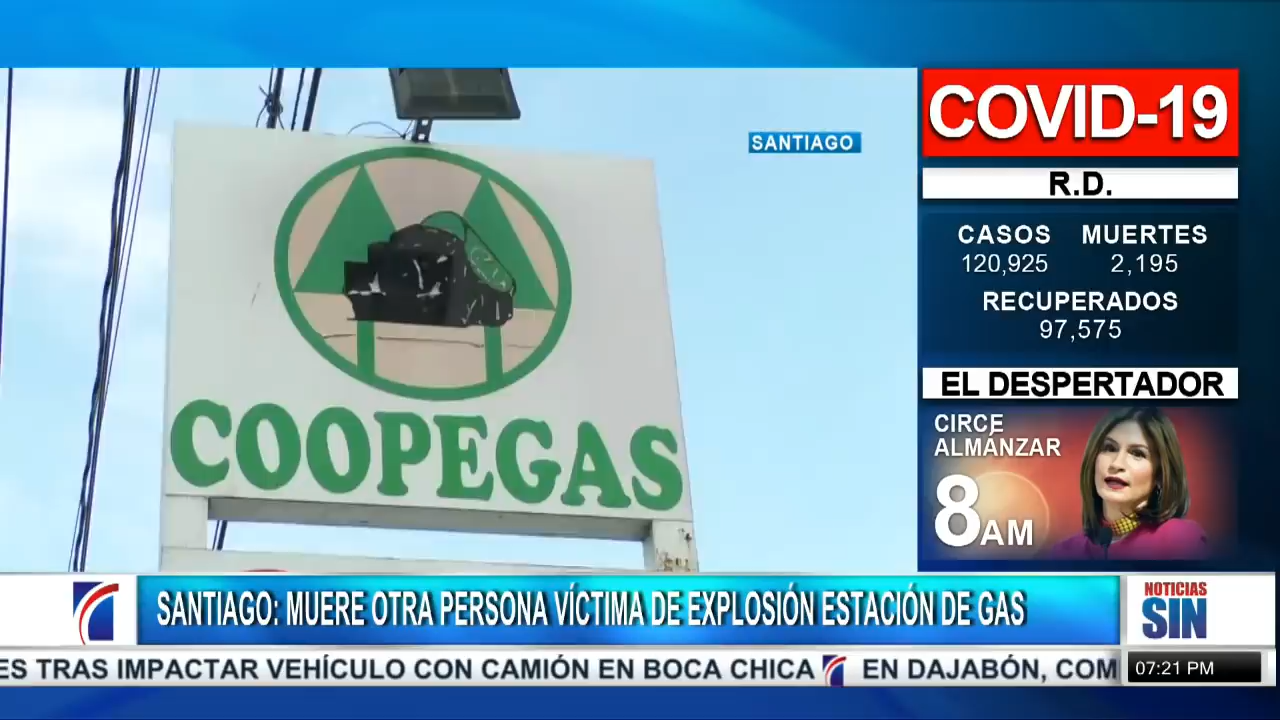 SANTIAGO
COOPEGAS
COVID-19
R.D.
CASOS MUERTES
120,925 2,195
RECUPERADOS
97,575
EL DESPERTADOR
CIRCE
ALMÁNZAR
8AM
SANTIAGO: MUERE OTRA PERSONA VÍCTIMA DE EXPLOSIÓN ESTACIÓN DE GAS
NOTICIAS
SIN
ES TRAS IMPACTAR VEHÍCULO CON CAMIÓN EN BOCA CHICA EN DAJABÓN, COM
07:21 PM